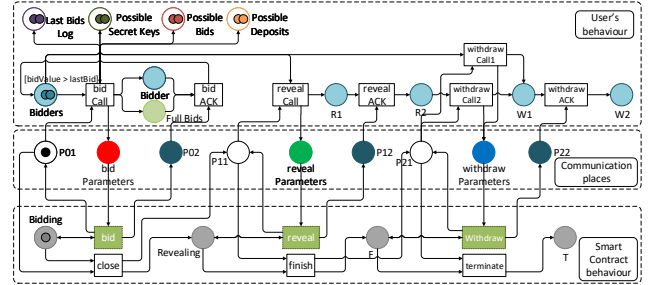 Last Bids
Log
Possible
Secret Keys
Possible
Bids
Possible
Deposits
User's
behaviour
[bidValue > lastBid]
Bidders
bid
Call
Bidder
Full Bids
bid
ACK
reveal
Call
R1
reveal
ACK
R2
withdraw
Call1
withdraw
Call2
W1
withdraw
ACK
W2
P01
bid
Parameters
P02
P11
reveal
Parameters
P12
P21
withdraw
Parameters
P22
Communication
places
Bidding
bid
close
Revealing
reveal
finish
F
Withdraw
terminate
T
Smart
Contract
behaviour